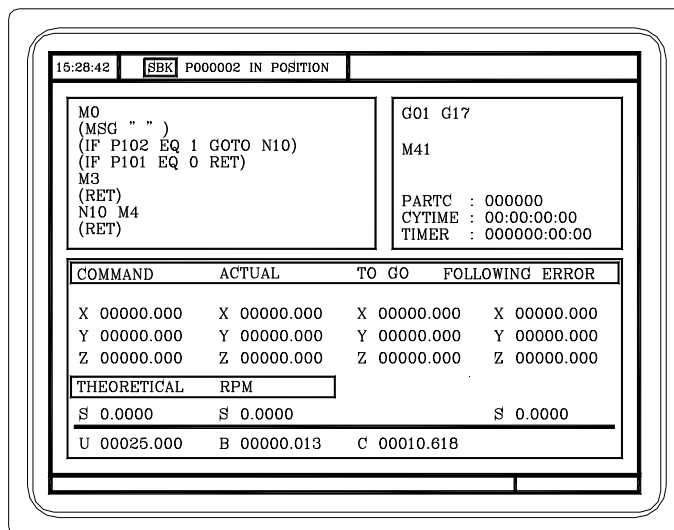 15:28:42 SBK P000002 IN POSITION
M0
(MSG " " )
(IF P102 EQ 1 GOTO N10)
(IF P101 EQ 0 RET)
M3
(RET)
N10 M4
(RET)
G01 G17
M41
PARTC : 000000
CYTIME : 00:00:00:00
TIMER : 000000:00:00
COMMAND ACTUAL TO GO FOLLOWING ERROR
X 00000.000 X 00000.000 X 00000.000 X 00000.000
Y 00000.000 Y 00000.000 Y 00000.000 Y 00000.000
Z 00000.000 Z 00000.000 Z 00000.000 Z 00000.000
THEORETICAL RPM
S 0.0000 S 0.0000 S 0.0000
U 00025.000 B 00000.013 C 00010.618